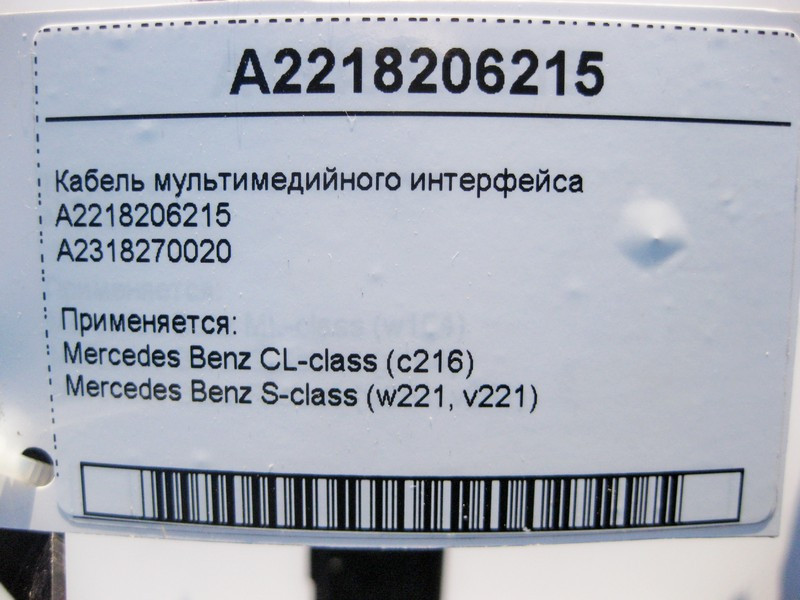 A2218206215
Кабель мультимедийного интерфейса
A2218206215
A2318270020
Применяется:
Mercedes Benz CL-class (c216)
Mercedes Benz S-class (w221, v221)